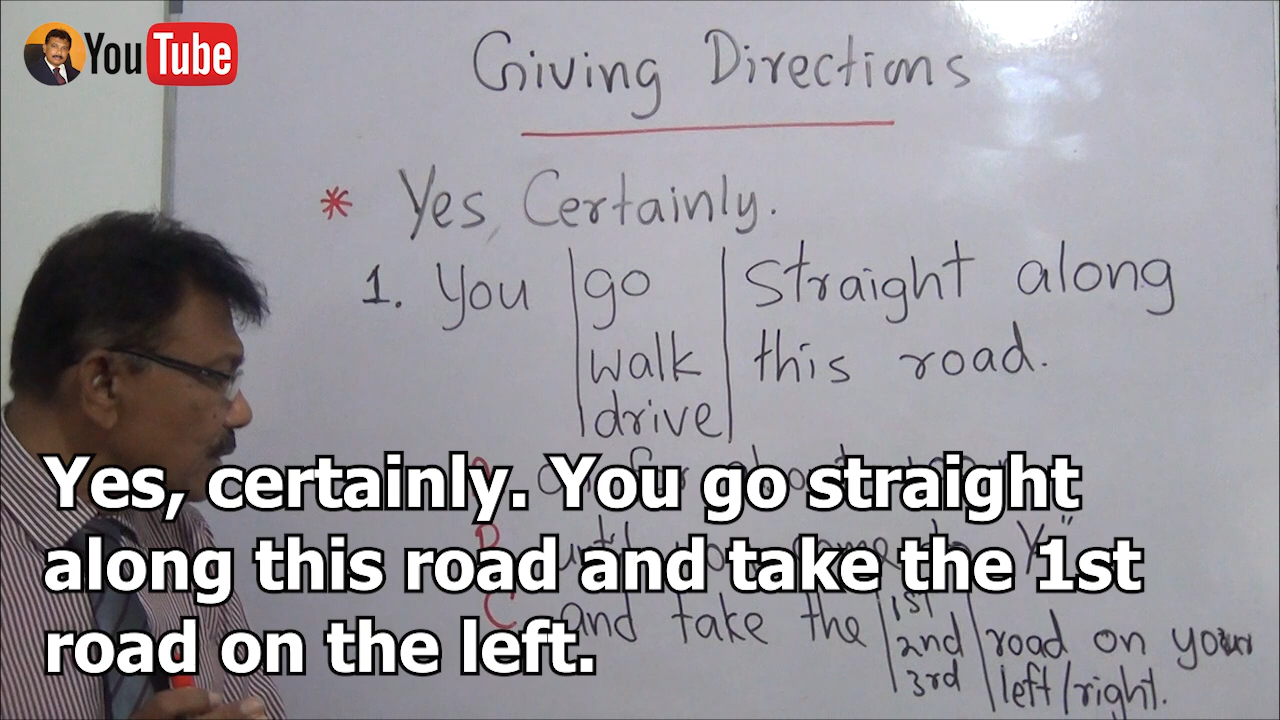 YouTube
Giving Directions
* Yes, Certainly.
1. You | go | straight along
walk | this road.
drive
Yes, certainly. You go straight
along this road and take the 1st
road on the left.
C and take the | 1st
2nd | road on your
3rd | left/right.